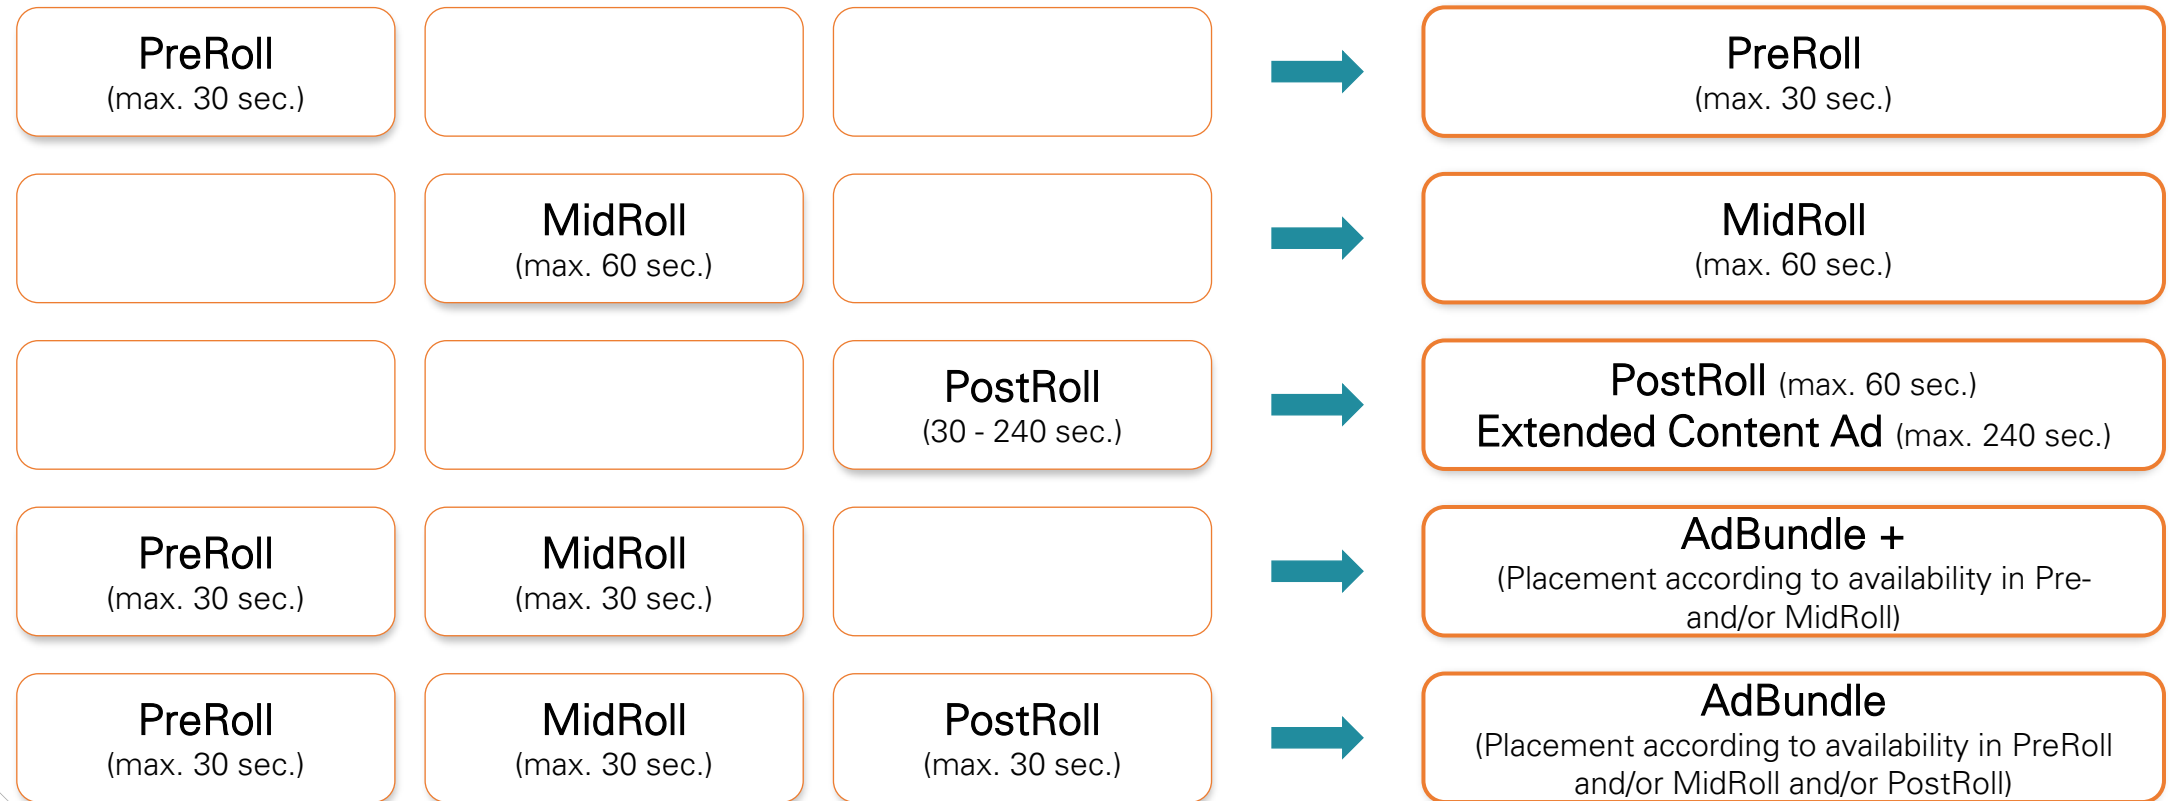 PreRoll
(max. 30 sec.)
PreRoll
(max. 30 sec.)
MidRoll
(max. 60 sec.)
MidRoll
(max. 60 sec.)
PostRoll
(30 - 240 sec.)
PostRoll (max. 60 sec.)
Extended Content Ad (max. 240 sec.)
PreRoll
(max. 30 sec.)
MidRoll
(max. 30 sec.)
AdBundle +
(Placement according to availability in Pre-
and/or MidRoll)
PreRoll
(max. 30 sec.)
MidRoll
(max. 30 sec.)
PostRoll
(max. 30 sec.)
AdBundle
(Placement according to availability in PreRoll
and/or MidRoll and/or PostRoll)